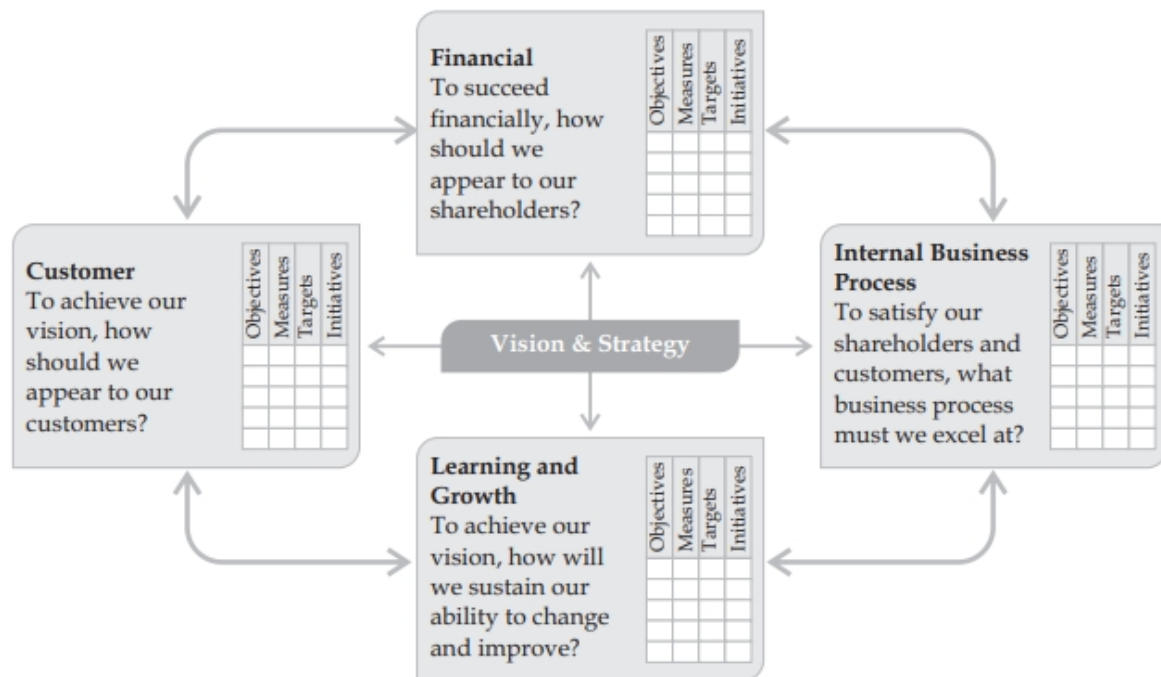 Financial
To succeed
financially, how
should we
appear to our
shareholders?
Objectives
Measures
Targets
Initiatives
Customer
To achieve our
vision, how
should we
appear to our
customers?
Objectives
Measures
Targets
Initiatives
Vision & Strategy
Internal Business
Process
To satisfy our
shareholders and
customers, what
business process
must we excel at?
Objectives
Measures
Targets
Initiatives
Learning and
Growth
To achieve our
vision, how will
we sustain our
ability to change
and improve?
Objectives
Measures
Targets
Initiatives